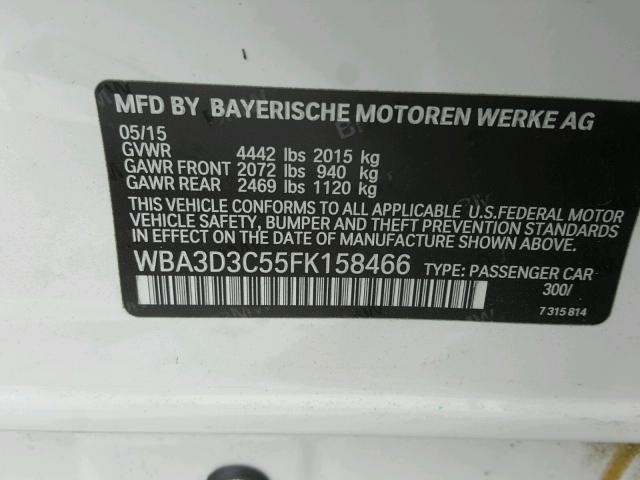 MFD BY BAYERISCHE MOTOREN WERKE AG
05/15
GVWR 4442 lbs 2015 kg
GAWR FRONT 2072 lbs 940 kg
GAWR REAR 2469 lbs 1120 kg
THIS VEHICLE CONFORMS TO ALL APPLICABLE U.S.FEDERAL MOTOR
VEHICLE SAFETY, BUMPER AND THEFT PREVENTION STANDARDS
IN EFFECT ON THE DATE OF MANUFACTURE SHOWN ABOVE.
WBA3D3C55FK158466 TYPE: PASSENGER CAR
300/
7 315 814